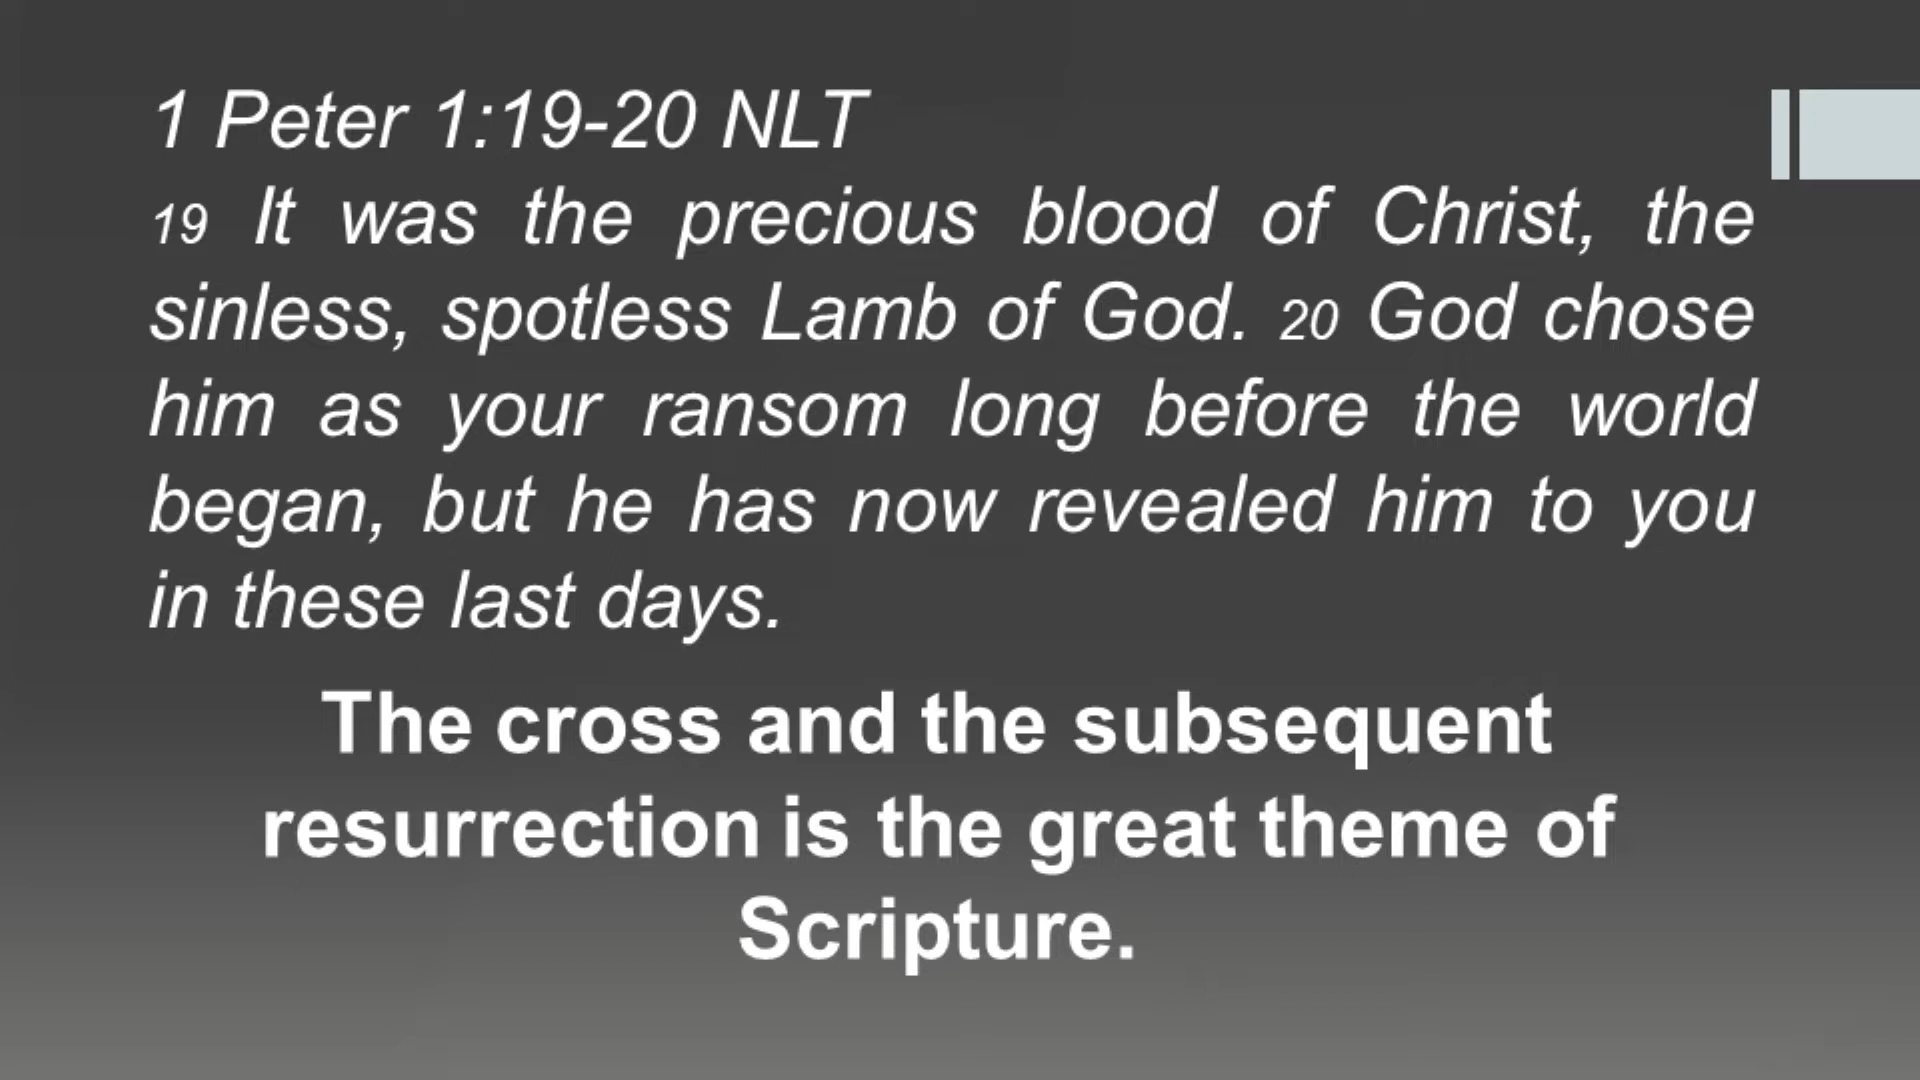 1 Peter 1:19-20 NLT
19 It was the precious blood of Christ, the
sinless, spotless Lamb of God. 20 God chose
him as your ransom long before the world
began, but he has now revealed him to you
in these last days.
The cross and the subsequent
resurrection is the great theme of
Scripture.